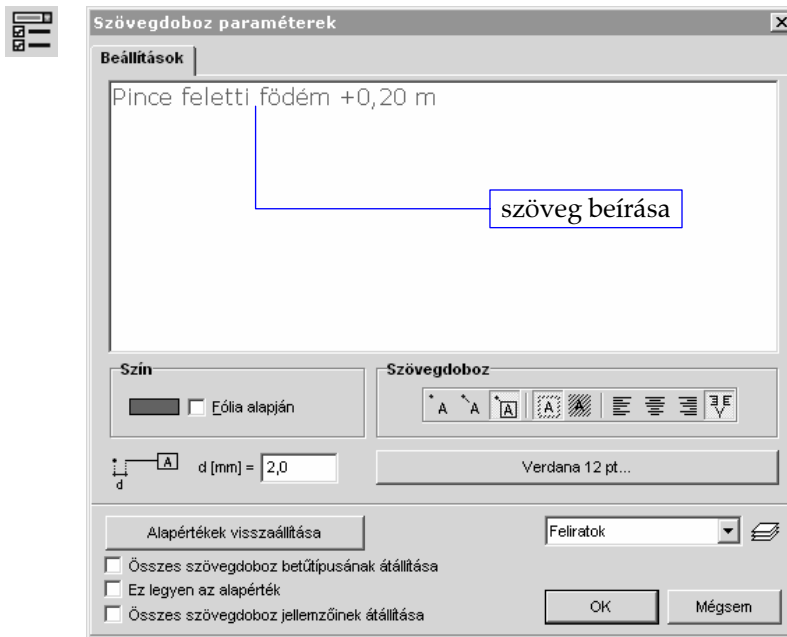 Szövegdoboz paraméterek
Beállítások
Pince feletti födém +0,20 m
szöveg beírása
Szín
Fólia alapján
Szövegdoboz
A A A A A
A d d [mm] = 2,0
Verdana 12 pt...
Alapértékek visszaállítása
Feliratok
Összes szövegdoboz betűtípusának átállítása
Ez legyen az alapérték
Összes szövegdoboz jellemzőinek átállítása
OK
Mégsem